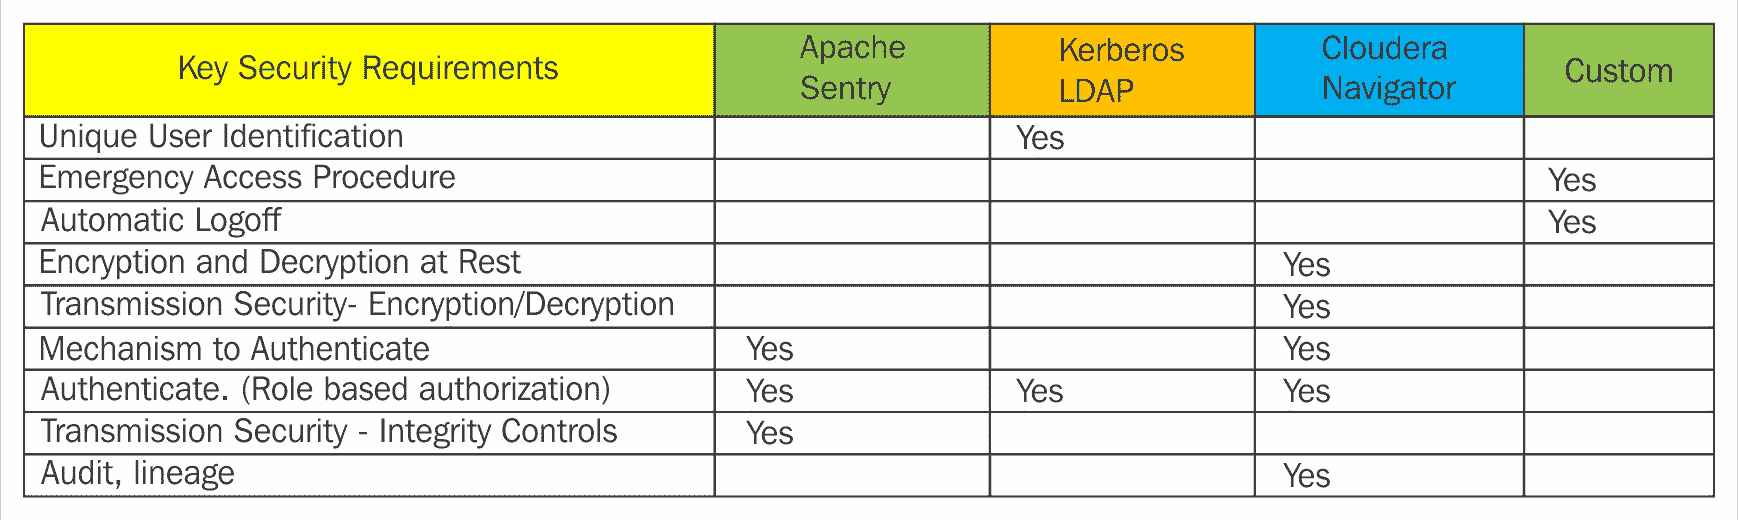 Key Security Requirements
Apache
Sentry
Kerberos
LDAP
Cloudera
Navigator
Custom
Unique User Identification Yes
Emergency Access Procedure Yes
Automatic Logoff Yes
Encryption and Decryption at Rest Yes
Transmission Security- Encryption/Decryption Yes
Mechanism to Authenticate Yes Yes
Authenticate. (Role based authorization) Yes Yes Yes
Transmission Security - Integrity Controls Yes
Audit, lineage Yes